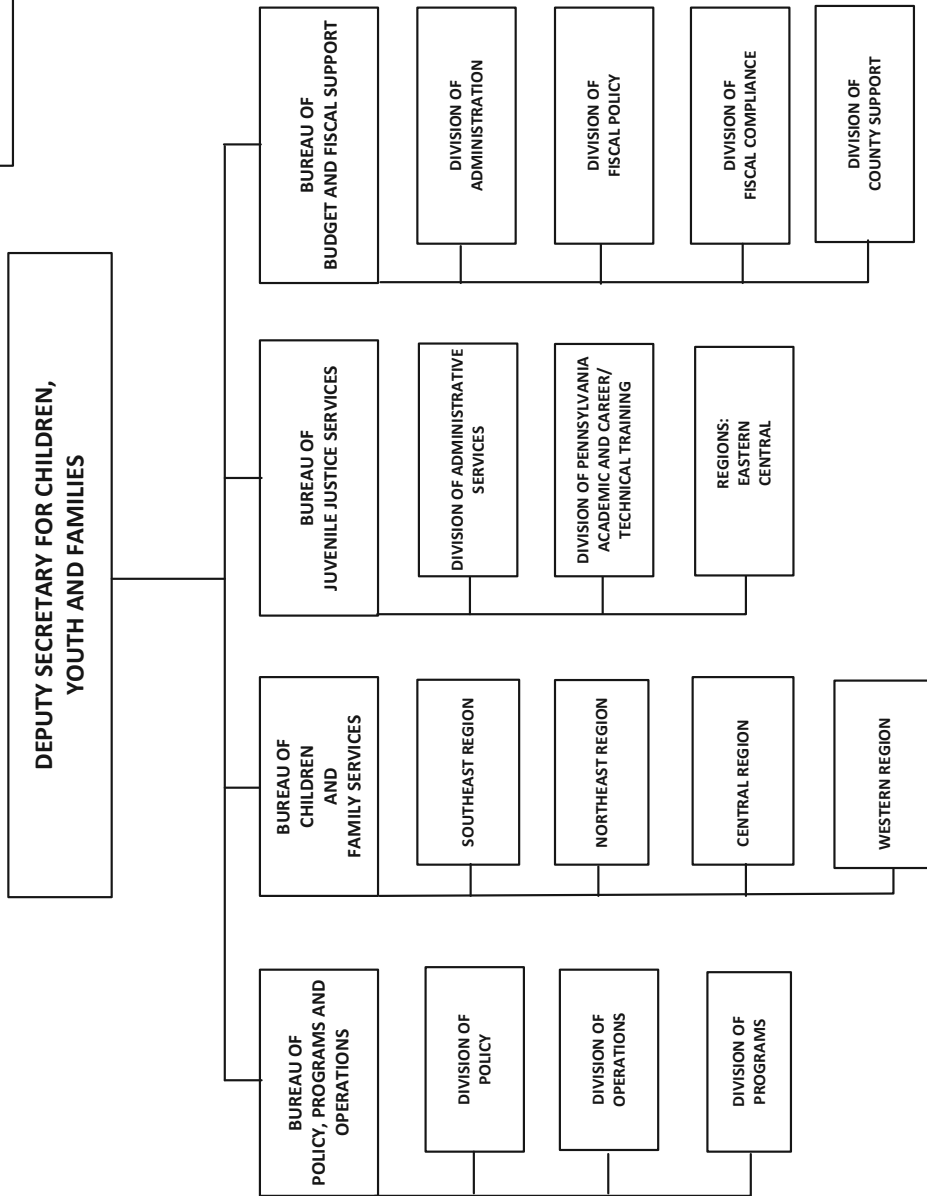 DEPUTY SECRETARY FOR CHILDREN,
YOUTH AND FAMILIES
BUREAU OF
POLICY, PROGRAMS AND
OPERATIONS
DIVISION OF
POLICY
DIVISION OF
OPERATIONS
DIVISION OF
PROGRAMS
BUREAU OF
CHILDREN
AND
FAMILY SERVICES
SOUTHEAST REGION
NORTHEAST REGION
CENTRAL REGION
WESTERN REGION
BUREAU OF
JUVENILE JUSTICE SERVICES
DIVISION OF ADMINISTRATIVE
SERVICES
DIVISION OF PENNSYLVANIA
ACADEMIC AND CAREER/
TECHNICAL TRAINING
REGIONS:
EASTERN
CENTRAL
BUREAU OF
BUDGET AND FISCAL SUPPORT
DIVISION OF
ADMINISTRATION
DIVISION OF
FISCAL POLICY
DIVISION OF
FISCAL COMPLIANCE
DIVISION OF
COUNTY SUPPORT